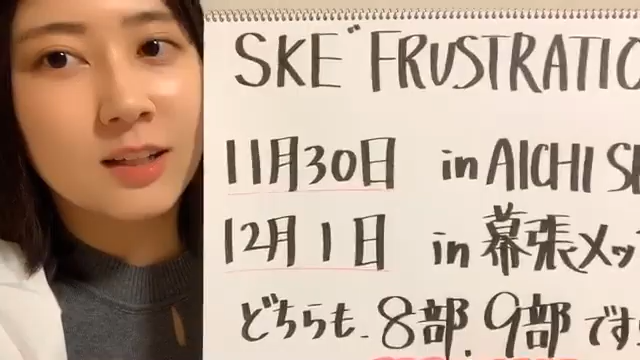 SKE "FRUSTRATIO
11月30日 in AICHI S
12月1日 in 幕張メッ
どちらも、8部、9部です